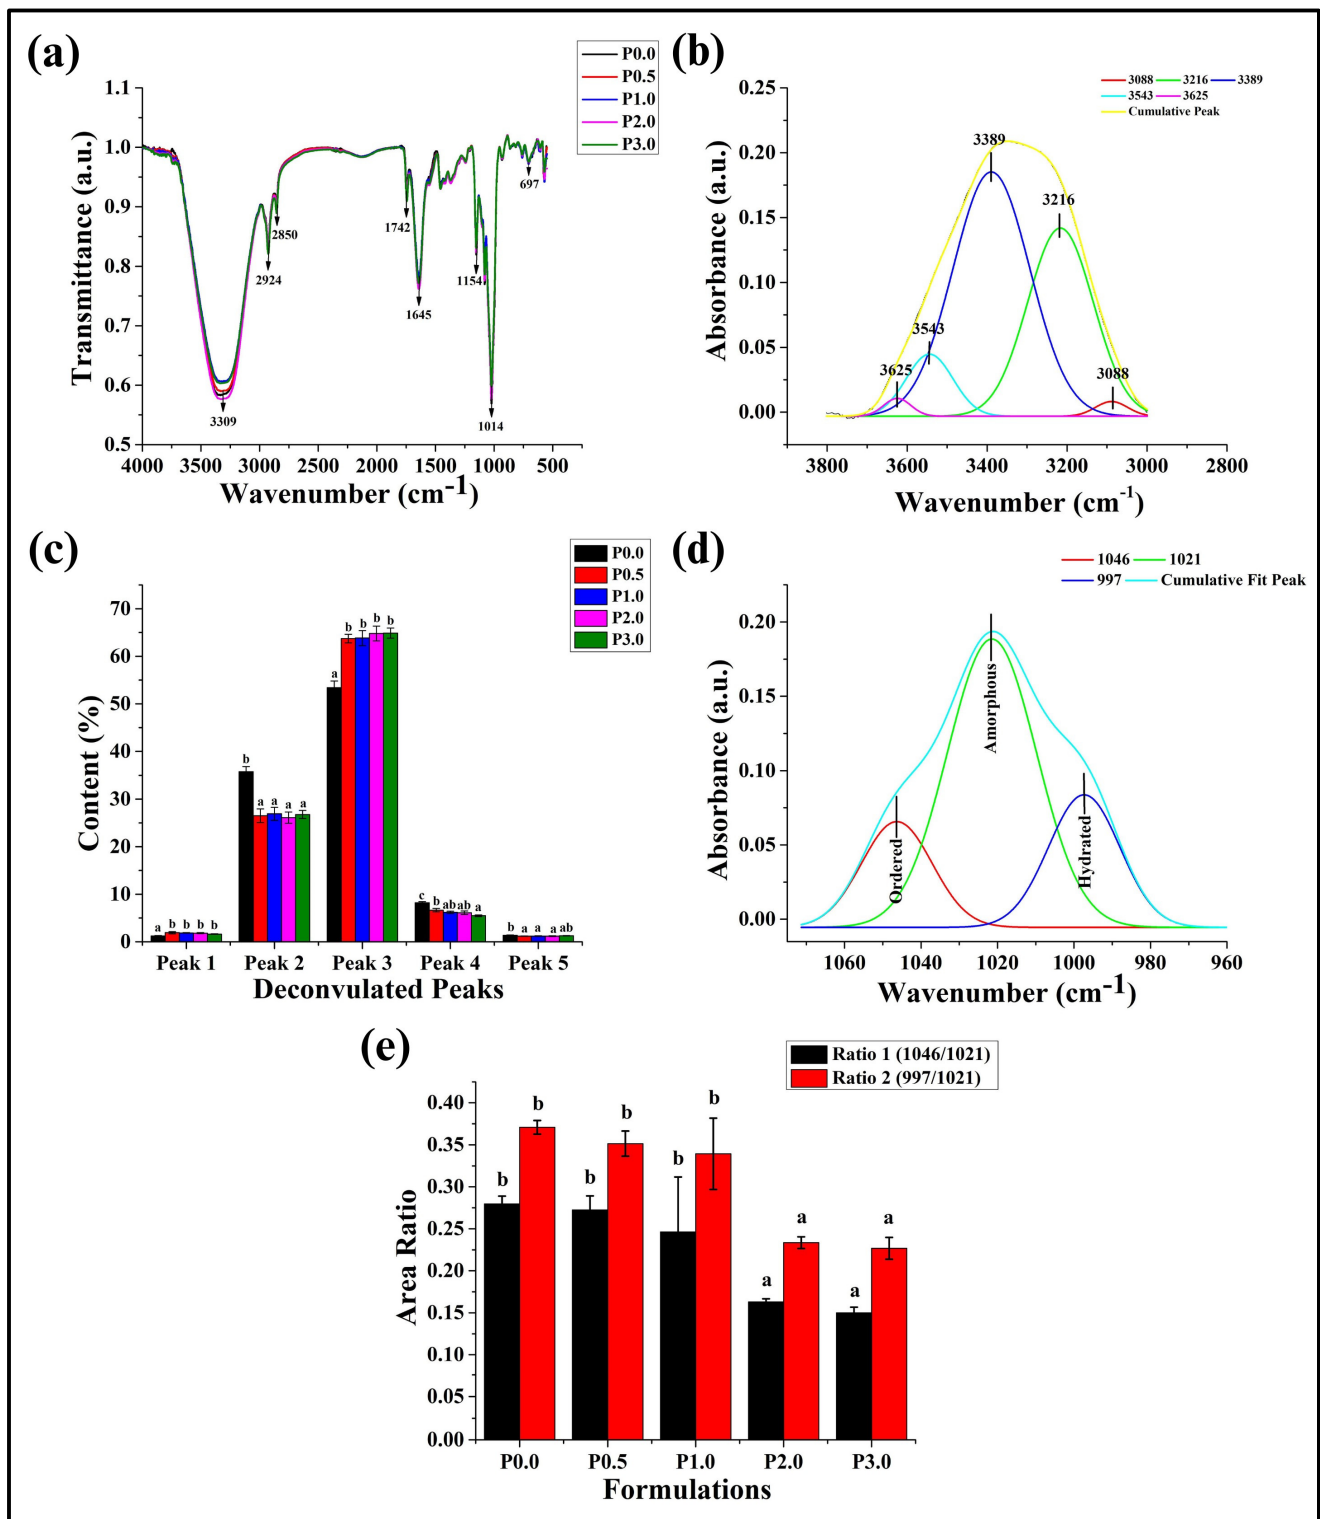 (a)
P0.0
P0.5
P1.0
P2.0
P3.0
1.1
1.0
0.9
0.8
0.7
0.6
0.5
Transmittance (a.u.)
3309
2924
2850
1742
1645
1154
1014
697
4000 3500 3000 2500 2000 1500 1000 500
Wavenumber (cm-1)
(b)
3088 3216 3389
3543 3625
Cumulative Peak
0.25
0.20
0.15
0.10
0.05
0.00
Absorbance (a.u.)
3389
3216
3543
3625
3088
3800 3600 3400 3200 3000 2800
Wavenumber (cm-1)
(c)
P0.0
P0.5
P1.0
P2.0
P3.0
70
60
50
40
30
20
10
0
Content (%)
a b b b b
b a a a a
a b b b b
c b ab ab a
b a a a ab
Peak 1 Peak 2 Peak 3 Peak 4 Peak 5
Deconvulated Peaks
(d)
1046 1021
997 Cumulative Fit Peak
0.20
0.15
0.10
0.05
0.00
Absorbance (a.u.)
Ordered
Amorphous
Hydrated
1060 1040 1020 1000 980 960
Wavenumber (cm-1)
(e)
Ratio 1 (1046/1021)
Ratio 2 (997/1021)
0.40
0.35
0.30
0.25
0.20
0.15
0.10
0.05
0.00
Area Ratio
b b b b b b a a a a
P0.0 P0.5 P1.0 P2.0 P3.0
Formulations